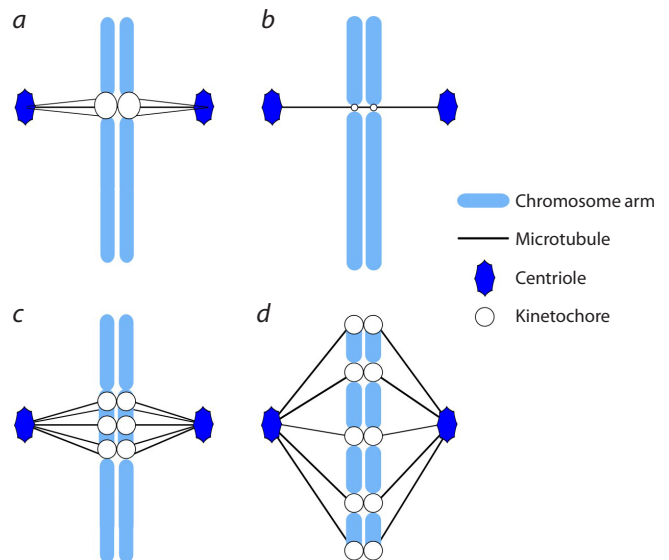 a
b
Chromosome arm
Microtubule
Centriole
Kinetochore
c
d